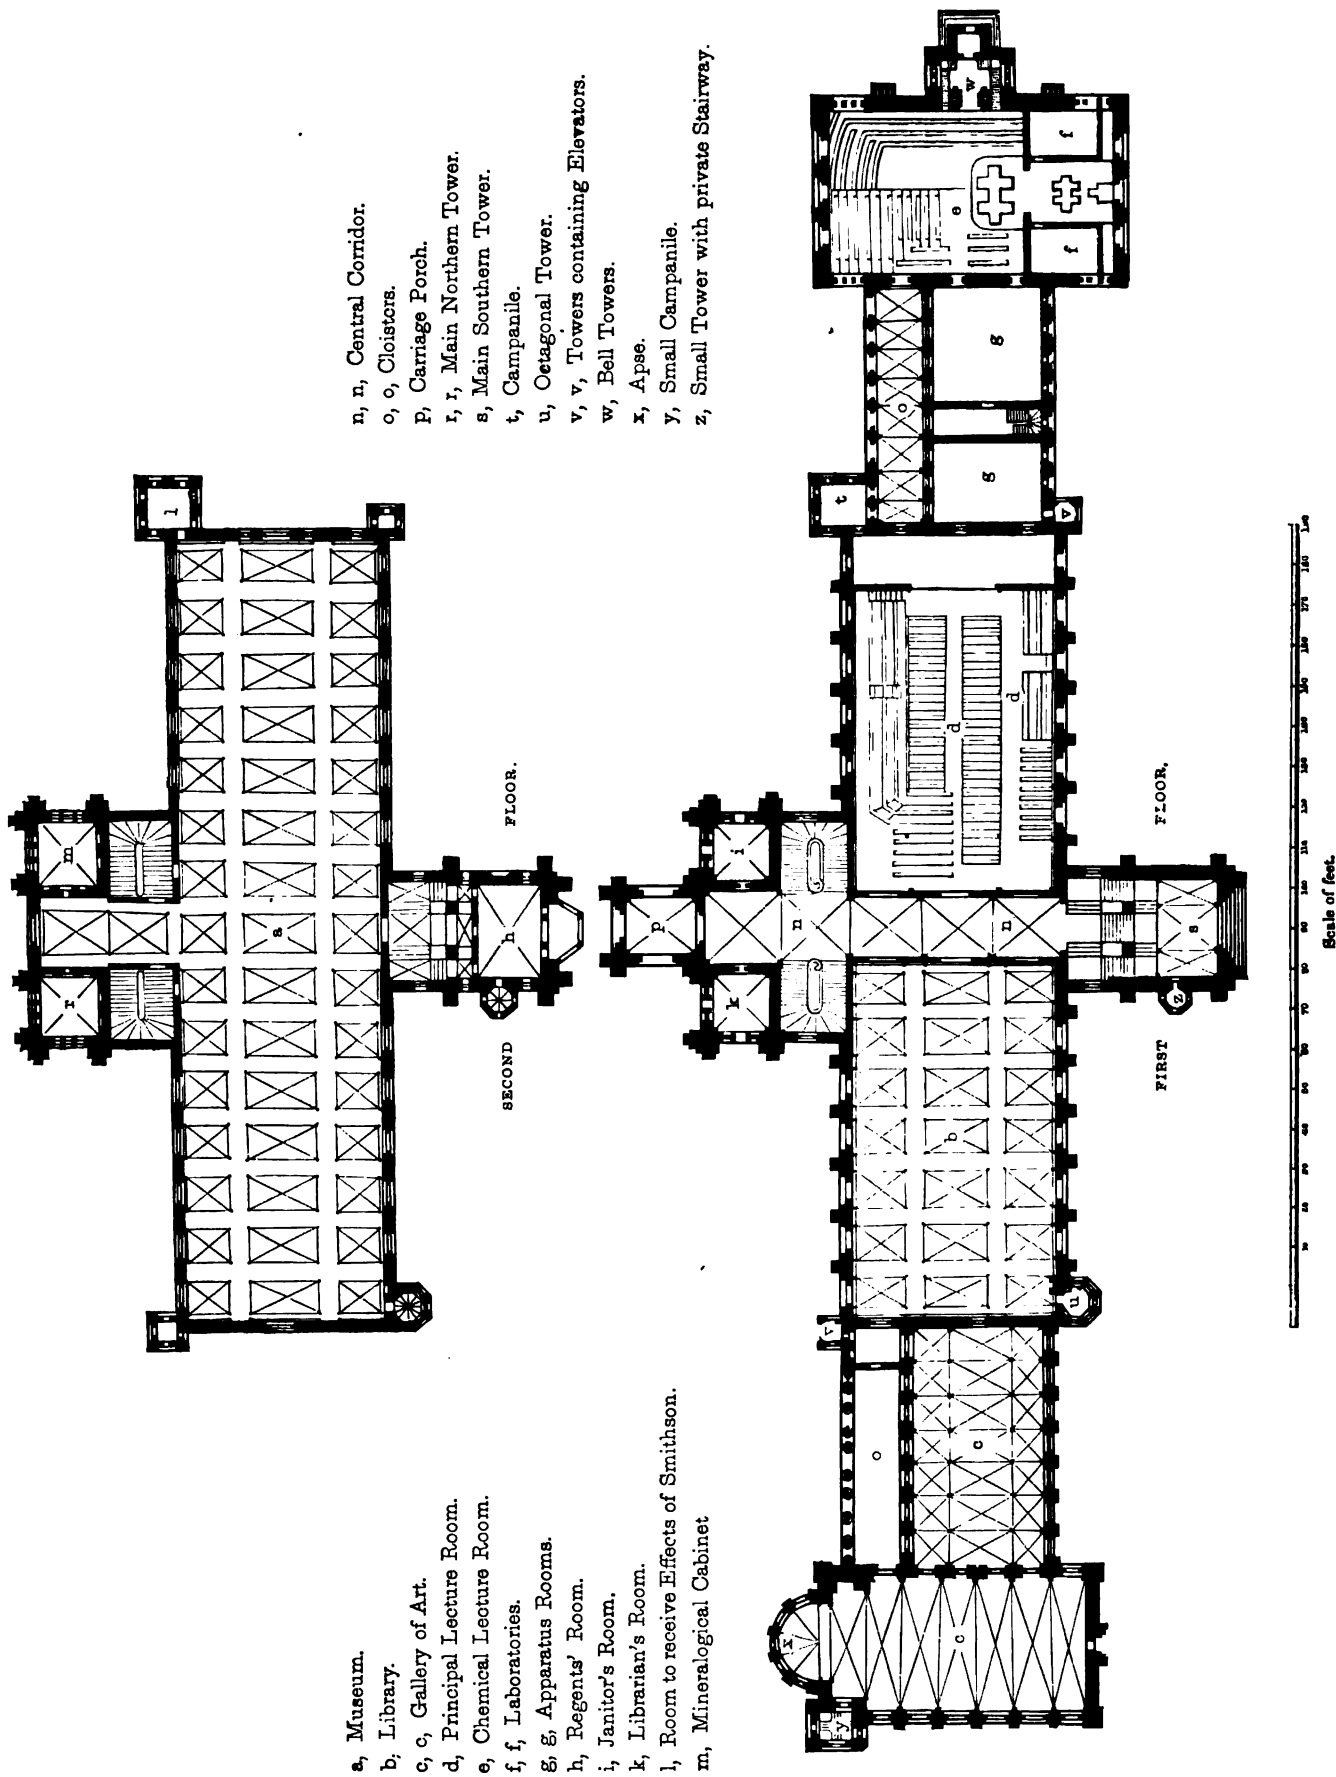 a, Museum.
b, Library.
c, c, Gallery of Art.
d, Principal Lecture Room.
e, Chemical Lecture Room.
f, f, Laboratories.
g, g, Apparatus Rooms.
h, Regents' Room.
i, Janitor's Room.
k, Librarian's Room.
l, Room to receive Effects of Smithson.
m, Mineralogical Cabinet
n, n, Central Corridor.
o, o, Cloisters.
p, Carriage Porch.
r, r, Main Northern Tower.
s, Main Southern Tower.
t, Campanile.
u, Octagonal Tower.
v, v, Towers containing Elevators.
w, Bell Towers.
x, Apse.
y, Small Campanile.
z, Small Tower with private Stairway.
r
m
l
a
h
SECOND FLOOR.
y
x
c
o
c
v
u
b
k
i
p
n
n
s
z
d
d
t
v
o
g
g
e
f
f
w
FIRST FLOOR.
Scale of feet.